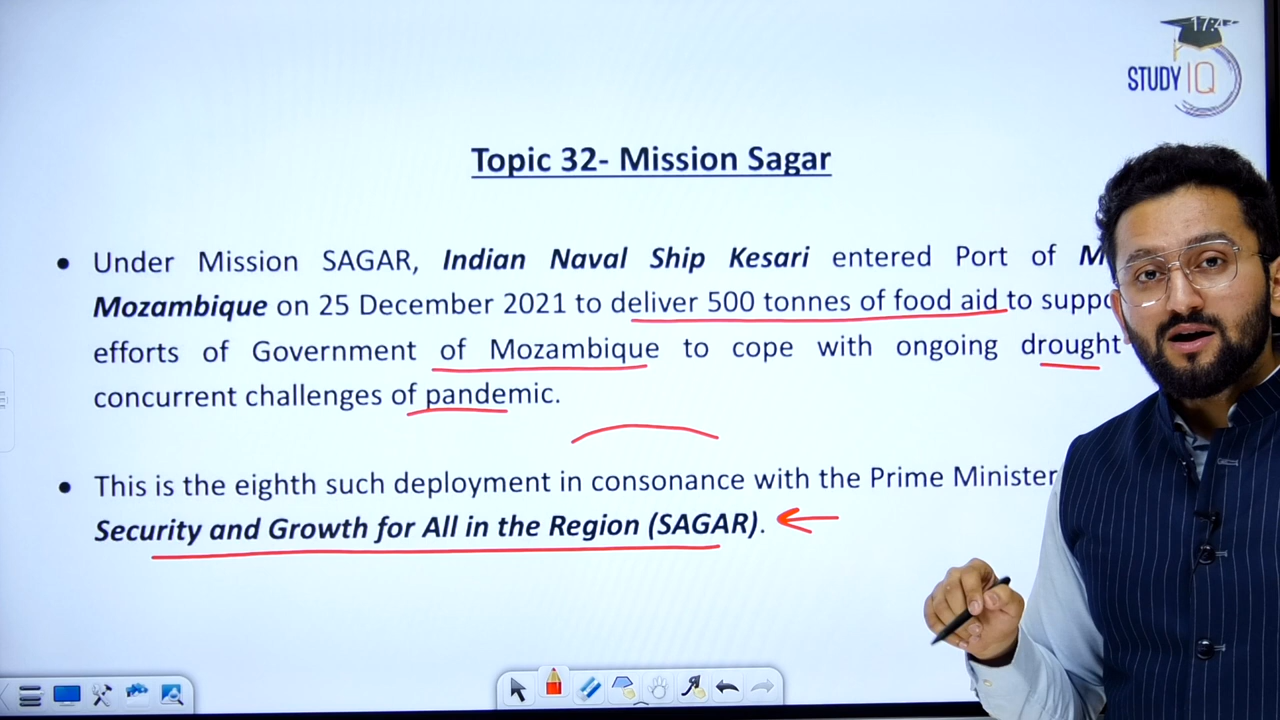 17:4
STUDY IQ
Topic 32- Mission Sagar
• Under Mission SAGAR, Indian Naval Ship Kesari entered Port of
Mozambique on 25 December 2021 to deliver 500 tonnes of food aid to
efforts of Government of Mozambique to cope with ongoing drought
concurrent challenges of pandemic.
• This is the eighth such deployment in consonance with the Prime Minister
Security and Growth for All in the Region (SAGAR).